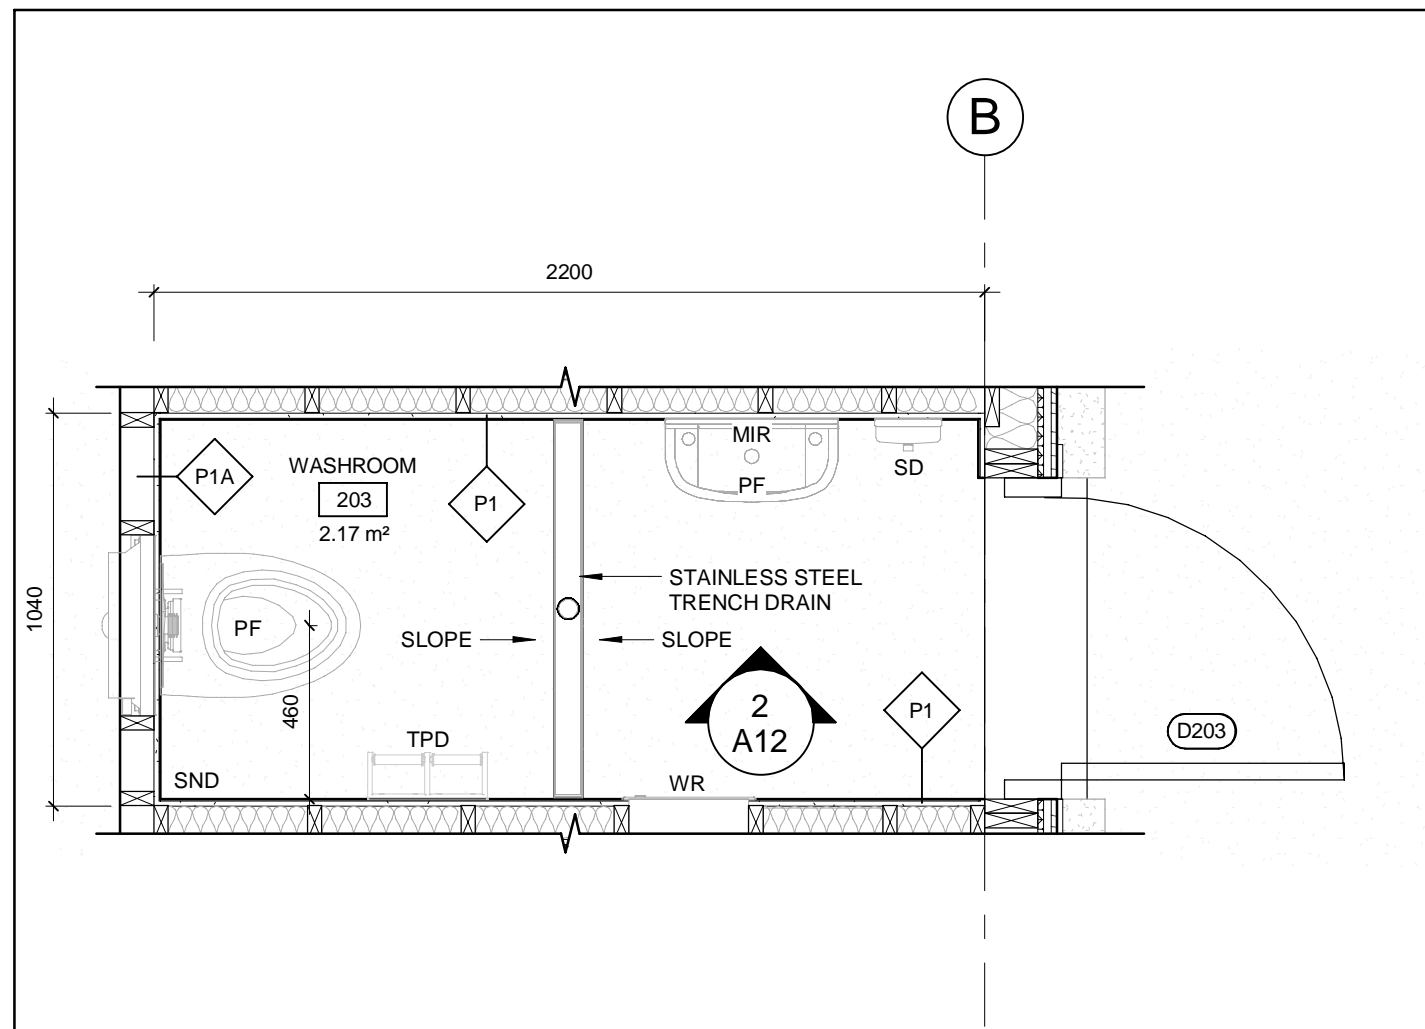 B
2200
MIR
WASHROOM
SD
P1A
203
PF
P1
2.17 m²
STAINLESS STEEL
TRENCH DRAIN
1040
PF
SLOPE
SLOPE
460
2
A12
P1
D203
TPD
SND
WR